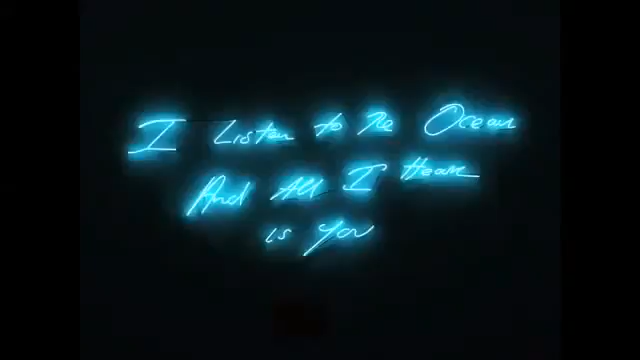 I Listen to The Ocean
And All I Hear
is You